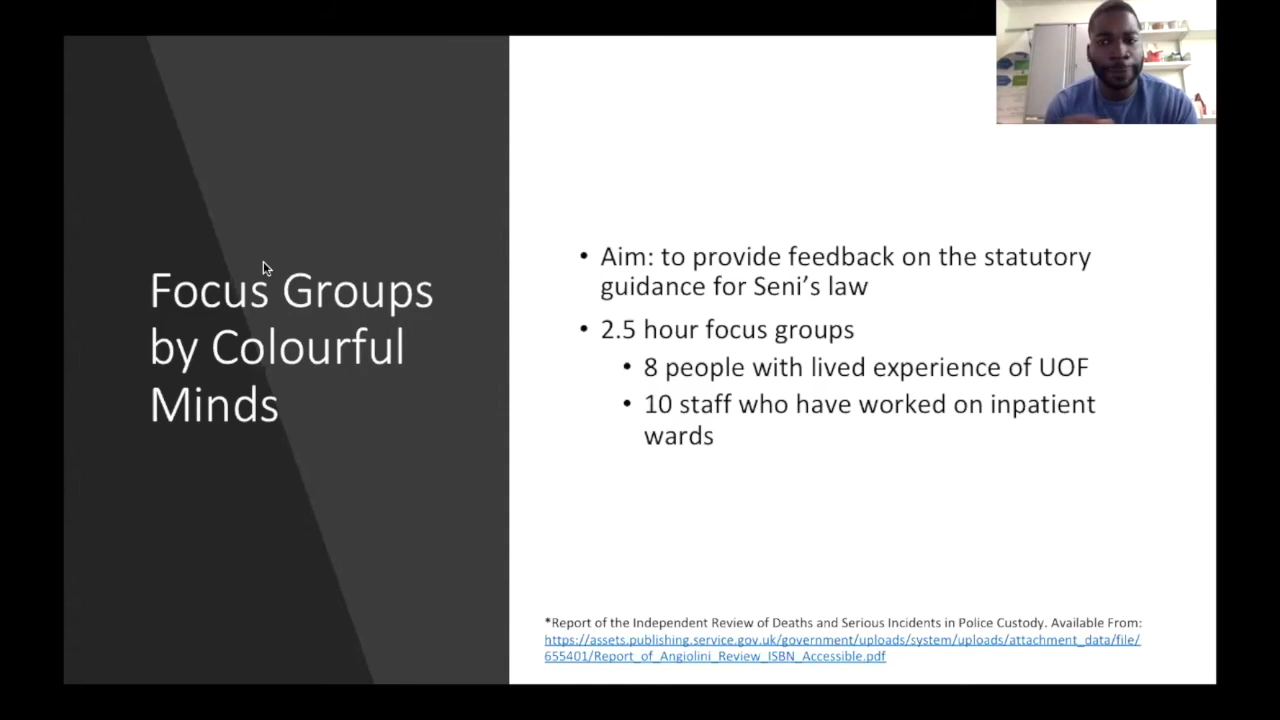 Focus Groups
by Colourful
Minds
• Aim: to provide feedback on the statutory
guidance for Seni's law
• 2.5 hour focus groups
• 8 people with lived experience of UOF
• 10 staff who have worked on inpatient
wards
*Report of the Independent Review of Deaths and Serious Incidents in Police Custody. Available From:
https://assets.publishing.service.gov.uk/government/uploads/system/uploads/attachment_data/file/
655401/Report_of_Angiolini_Review_ISBN_Accessible.pdf